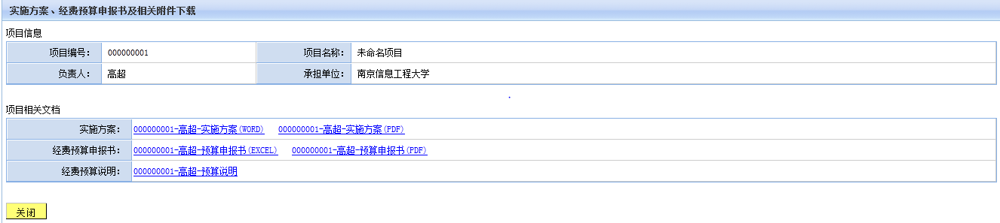 实施方案、经费预算申报书及相关附件下载
项目信息
项目编号： 000000001 项目名称： 未命名项目
负责人： 高超 承担单位： 南京信息工程大学
项目相关文档
实施方案： 000000001-高超-实施方案(WORD) 000000001-高超-实施方案(PDF)
经费预算申报书： 000000001-高超-预算申报书(EXCEL) 000000001-高超-预算申报书(PDF)
经费预算说明： 000000001-高超-预算说明
关闭